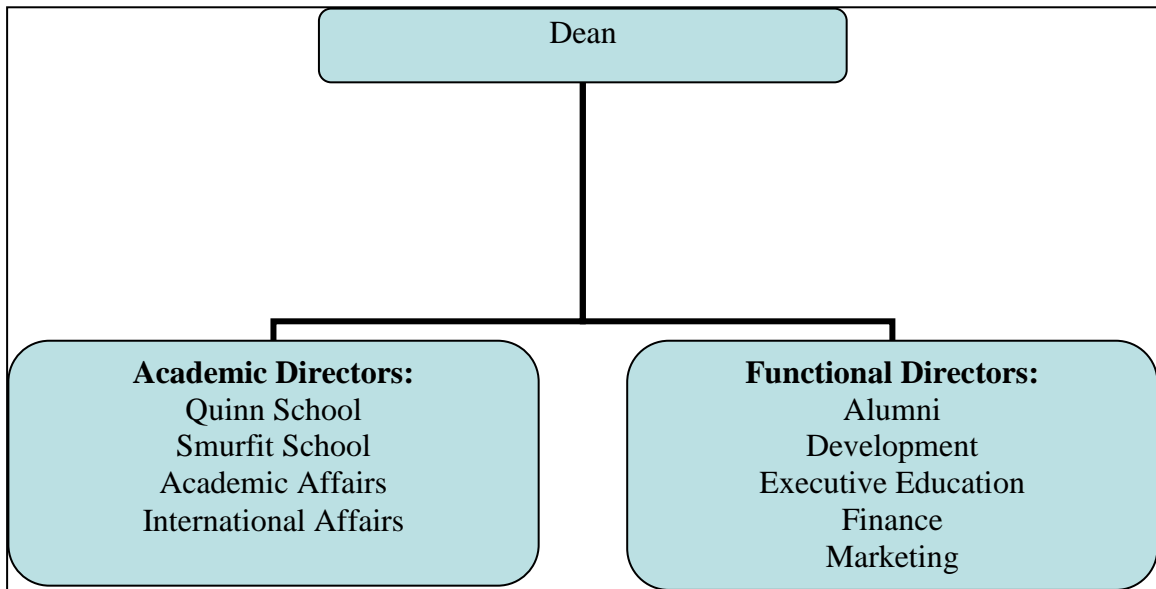 Dean
Academic Directors:
Quinn School
Smurfit School
Academic Affairs
International Affairs
Functional Directors:
Alumni
Development
Executive Education
Finance
Marketing